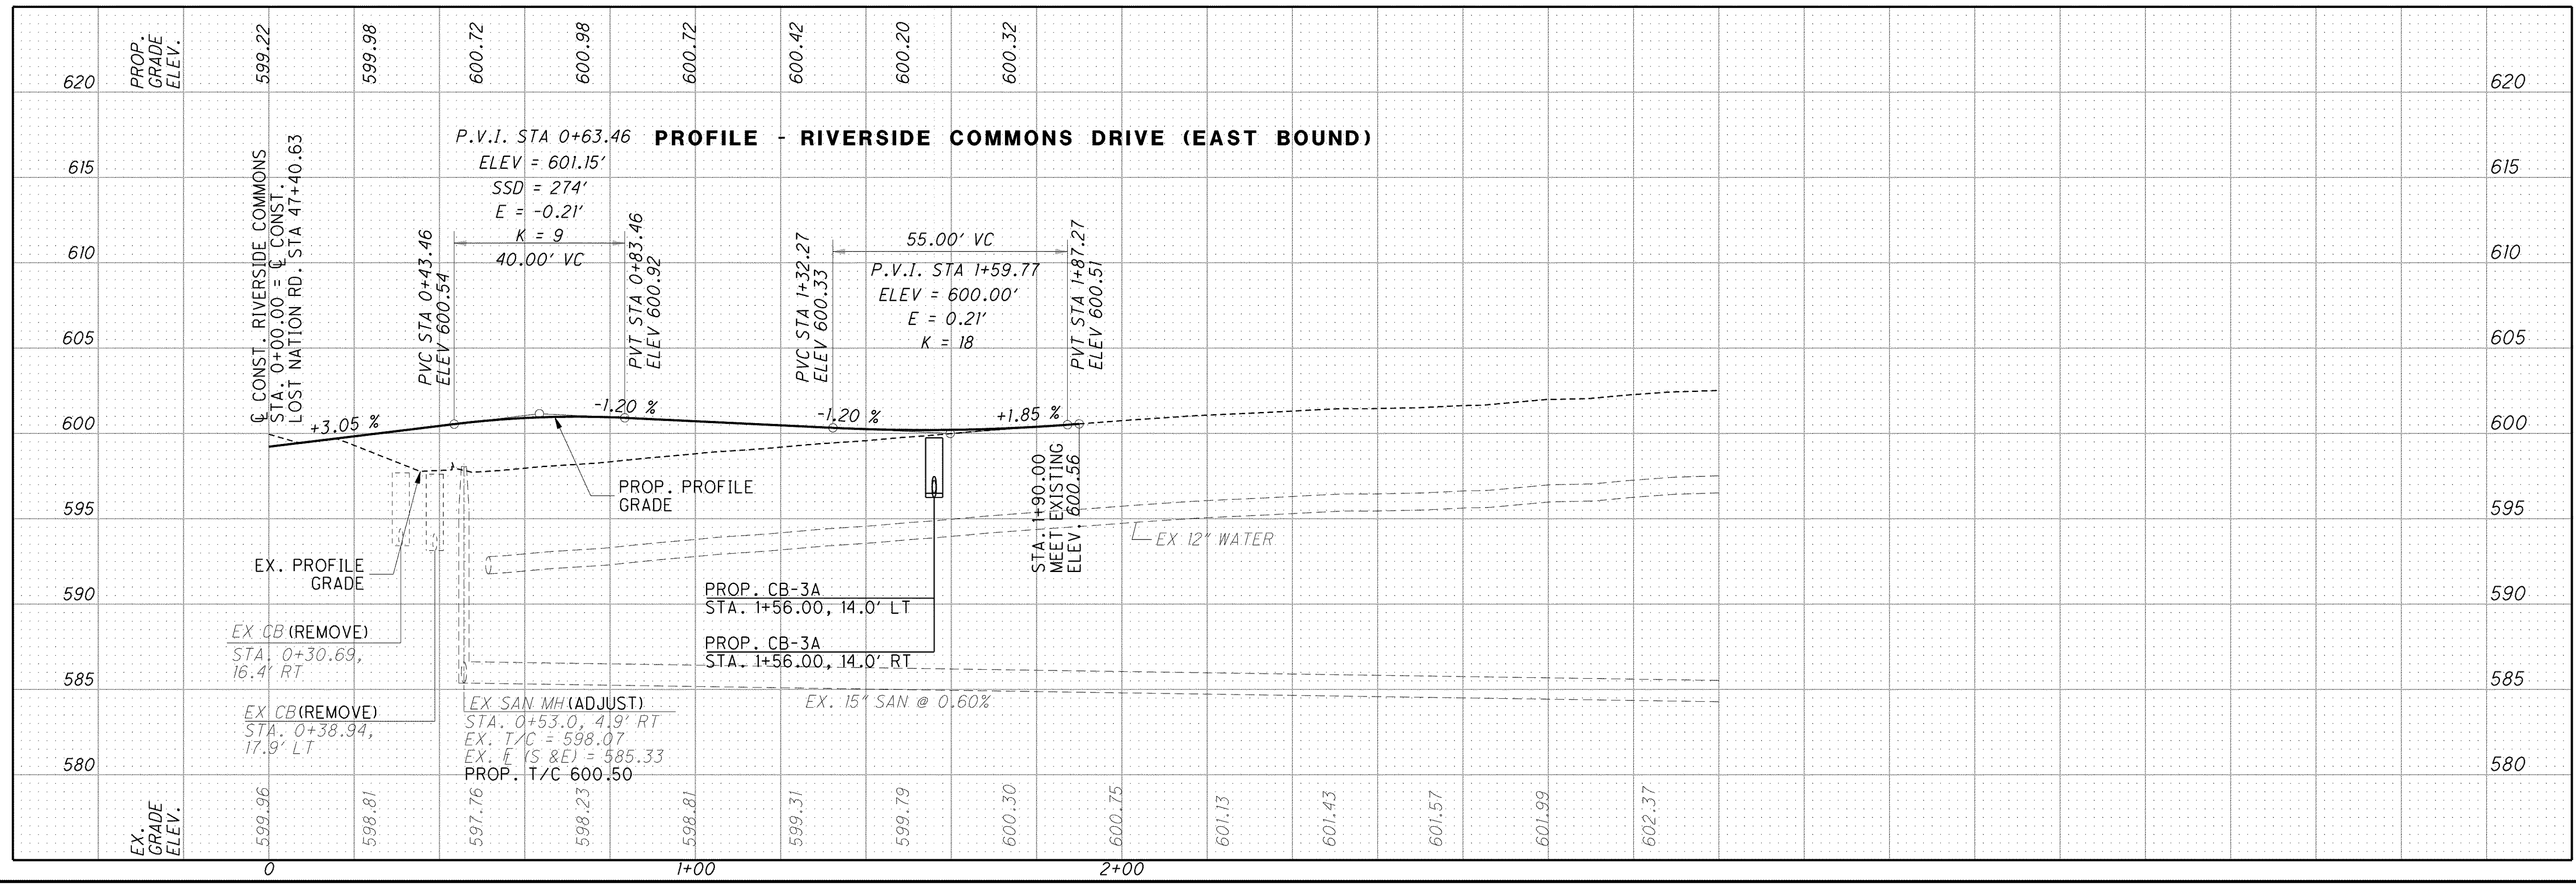 PROP.
GRADE
ELEV.
599.22
599.98
600.72
600.98
600.72
600.42
600.20
600.32
620
620
PROFILE - RIVERSIDE COMMONS DRIVE (EAST BOUND)
P.V.I. STA 0+63.46
ELEV = 601.15'
SSD = 274'
E = -0.21'
K = 9
40.00' VC
615
615
℄ CONST. RIVERSIDE COMMONS
STA. 0+00.00 = ℄ CONST.
LOST NATION RD. STA 47+40.63
PVC STA 0+43.46
ELEV 600.54
PVT STA 0+83.46
ELEV 600.92
610
610
55.00' VC
P.V.I. STA 1+59.77
ELEV = 600.00'
E = 0.21'
K = 18
PVC STA 1+32.27
ELEV 600.33
PVT STA 1+87.27
ELEV 600.51
605
605
+3.05 %
-1.20 %
-1.20 %
+1.85 %
600
600
PROP. PROFILE
GRADE
STA. 1+90.00
MEET EXISTING
ELEV. 600.56
595
595
EX 12" WATER
EX. PROFILE
GRADE
590
590
PROP. CB-3A
STA. 1+56.00, 14.0' LT
PROP. CB-3A
STA. 1+56.00, 14.0' RT
EX CB (REMOVE)
STA. 0+30.69,
16.4' RT
585
585
EX CB (REMOVE)
STA. 0+38.94,
17.9' LT
EX SAN MH (ADJUST)
STA. 0+53.0, 4.9' RT
EX. T/C = 598.07
EX. FL (S &E) = 585.33
PROP. T/C 600.50
EX. 15" SAN @ 0.60%
580
580
EX.
GRADE
ELEV.
599.96
598.81
597.76
598.23
598.81
599.31
599.79
600.30
600.75
601.13
601.43
601.57
601.99
602.37
0
1+00
2+00